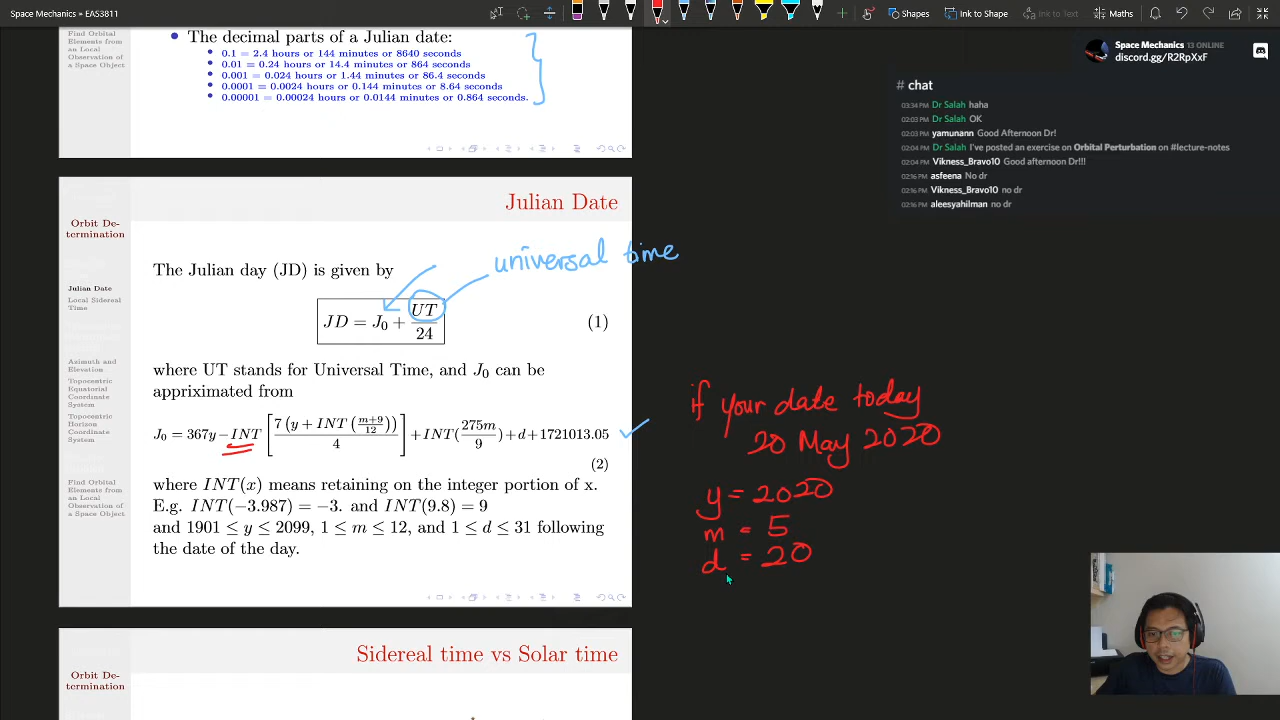 Space Mechanics » EAS3811
Shapes
Ink to Shape
Ink to Text
Maths
Find Orbital
Elements from
an Local
Observation of
a Space Object
• The decimal parts of a Julian date:
• 0.1 = 2.4 hours or 144 minutes or 8640 seconds
• 0.01 = 0.24 hours or 14.4 minutes or 864 seconds
• 0.001 = 0.024 hours or 1.44 minutes or 86.4 seconds
• 0.0001 = 0.0024 hours or 0.144 minutes or 8.64 seconds
• 0.00001 = 0.00024 hours or 0.0144 minutes or 0.864 seconds.
Space Mechanics 13 ONLINE
discord.gg/R2RpXxF
# chat
03:34 PM Dr Salah haha
02:03 PM Dr Salah OK
02:03 PM yamunann Good Afternoon Dr!
02:04 PM Dr Salah I've posted an exercise on Orbital Perturbation on #lecture-notes
02:04 PM Vikness_Bravo10 Good afternoon Dr!!!
02:16 PM asfeena No dr
02:16 PM Vikness_Bravo10 no dr
02:16 PM aleesyahilman no dr
Julian Date
Orbit De-
termination
Julian Date
Local Sidereal
Time
Azimuth and
Elevation
Topocentric
Equatorial
Coordinate
System
Topocentric
Horizon
Coordinate
System
Find Orbital
Elements from
an Local
Observation of
a Space Object
universal time
The Julian day (JD) is given by
JD = J₀ + UT/24 (1)
where UT stands for Universal Time, and J₀ can be
appriximated from
J₀ = 367y − INT [7(y + INT((m+9)/12))/4] + INT(275m/9) + d + 1721013.05
(2)
where INT(x) means retaining on the integer portion of x.
E.g. INT(−3.987) = −3. and INT(9.8) = 9
and 1901 ≤ y ≤ 2099, 1 ≤ m ≤ 12, and 1 ≤ d ≤ 31 following
the date of the day.
if your date today
20 May 2020
y = 2020
m = 5
d = 20
Sidereal time vs Solar time
Orbit De-
termination